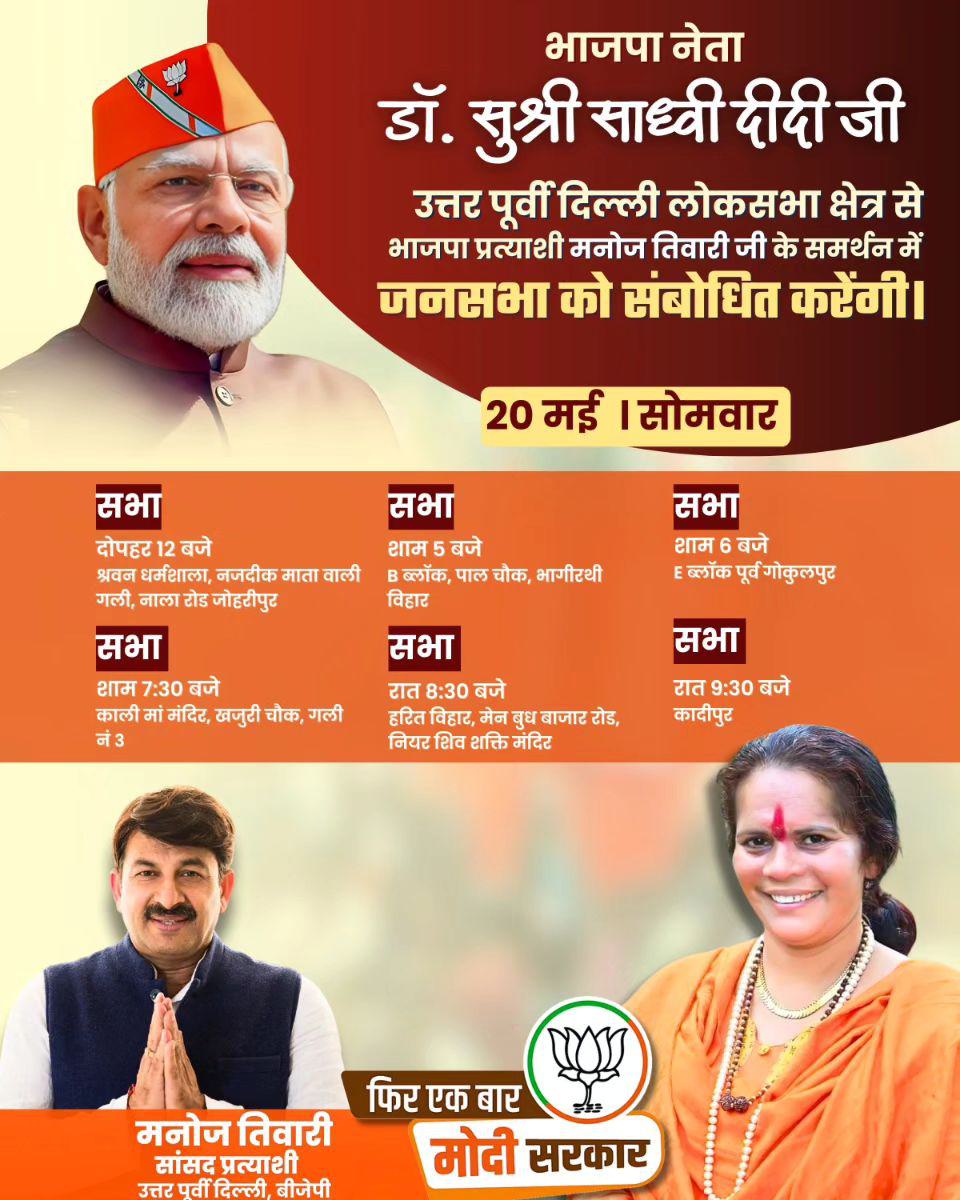 भाजपा नेता
डॉ. सुश्री साध्वी दीदी जी
उत्तर पूर्वी दिल्ली लोकसभा क्षेत्र से
भाजपा प्रत्याशी मनोज तिवारी जी के समर्थन में
जनसभा को संबोधित करेंगी।
20 मई । सोमवार
सभा
दोपहर 12 बजे
श्रवन धर्मशाला, नजदीक माता वाली
गली, नाला रोड जोहरीपुर
सभा
शाम 5 बजे
B ब्लॉक, पाल चौक, भागीरथी
विहार
सभा
शाम 6 बजे
E ब्लॉक पूर्व गोकुलपुर
सभा
शाम 7:30 बजे
काली मां मंदिर, खजुरी चौक, गली
नं 3
सभा
रात 8:30 बजे
हरित विहार, मेन बुध बाजार रोड,
नियर शिव शक्ति मंदिर
सभा
रात 9:30 बजे
कादीपुर
फिर एक बार
मोदी सरकार
मनोज तिवारी
सांसद प्रत्याशी
उत्तर पूर्वी दिल्ली, बीजेपी